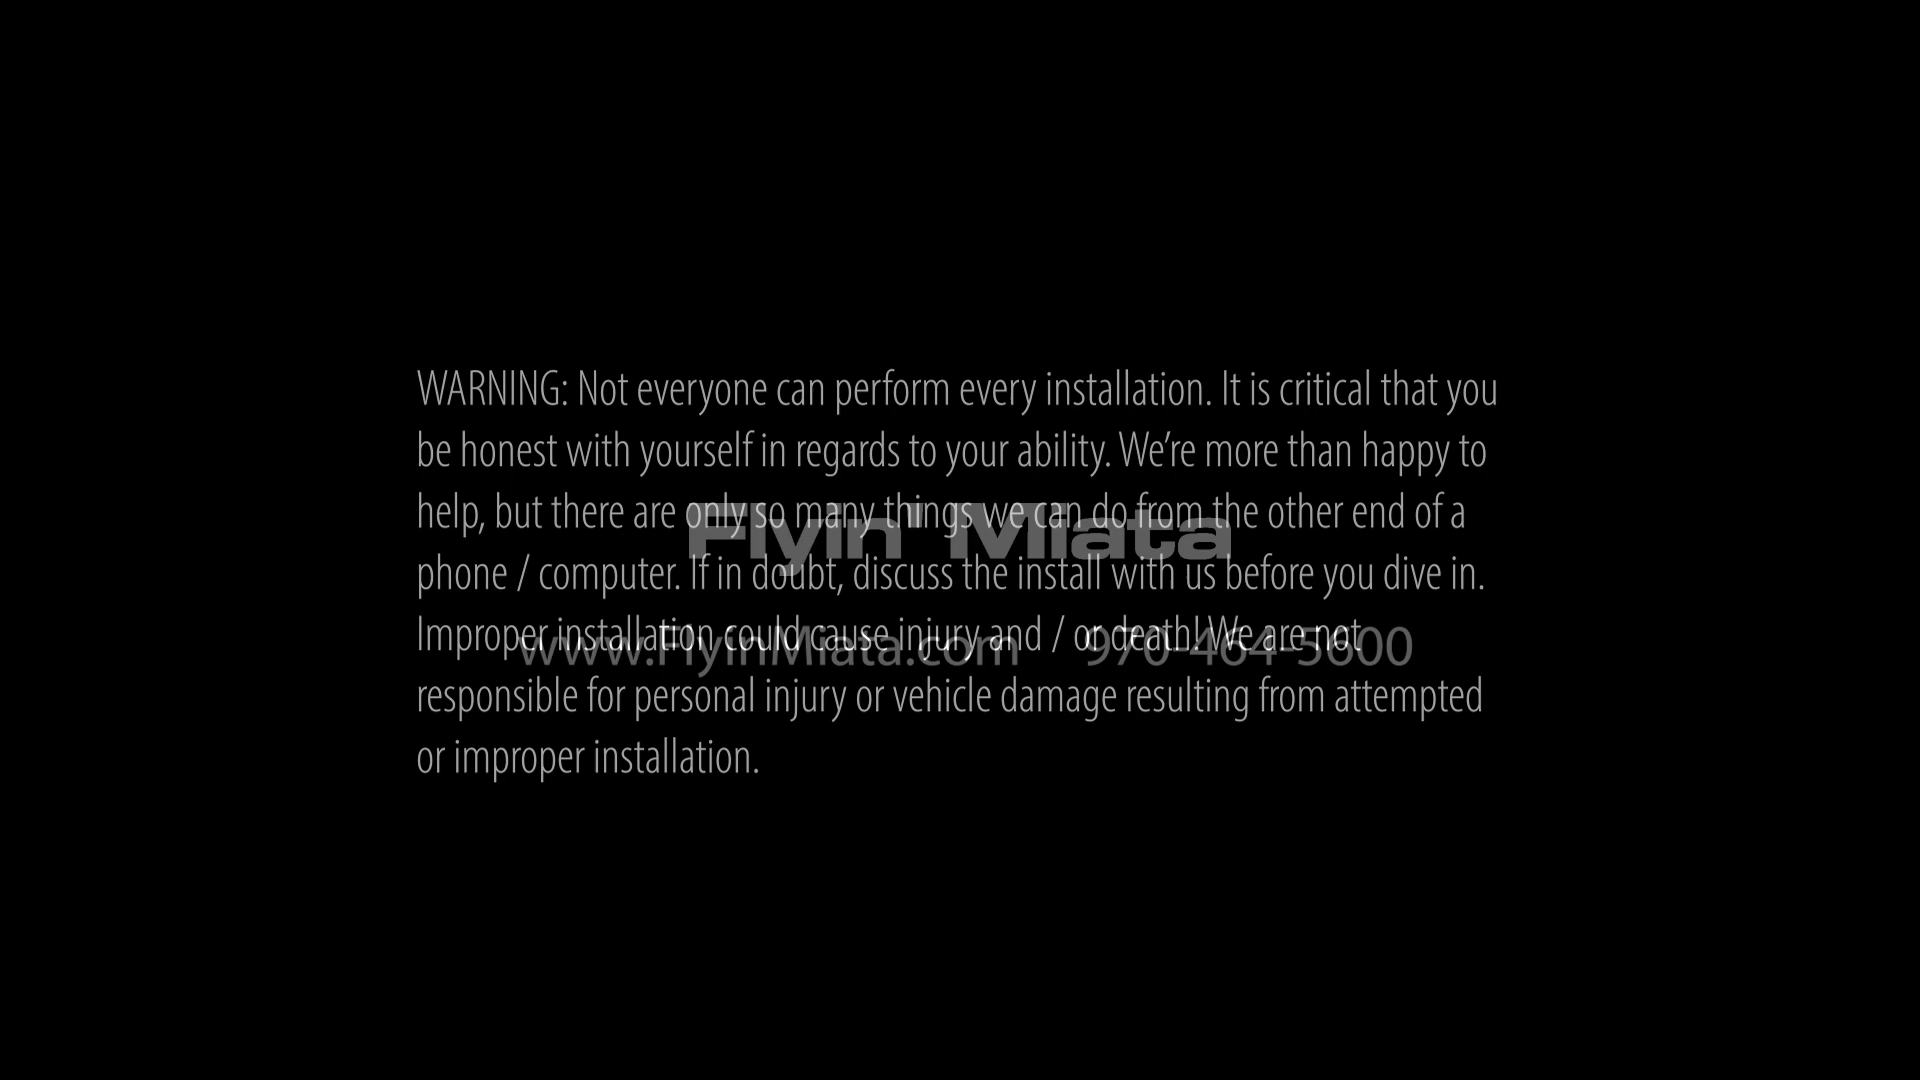 WARNING: Not everyone can perform every installation. It is critical that you
be honest with yourself in regards to your ability. We’re more than happy to
help, but there are only so many things we can do from the other end of a
Flyin' Miata
phone / computer. If in doubt, discuss the install with us before you dive in.
Improper installation could cause injury and / or death! We are not
www.FlyinMiata.com 970-464-5600
responsible for personal injury or vehicle damage resulting from attempted
or improper installation.